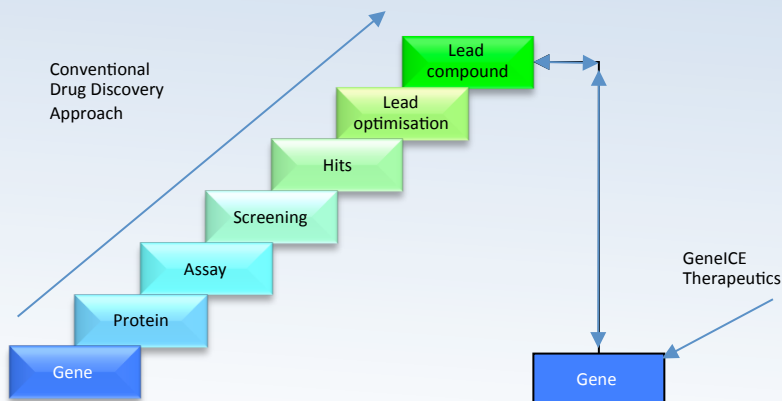 Lead
compound
Conventional
Drug Discovery
Approach
Lead
optimisation
Hits
Screening
GeneICE
Therapeutics
Assay
Protein
Gene
Gene